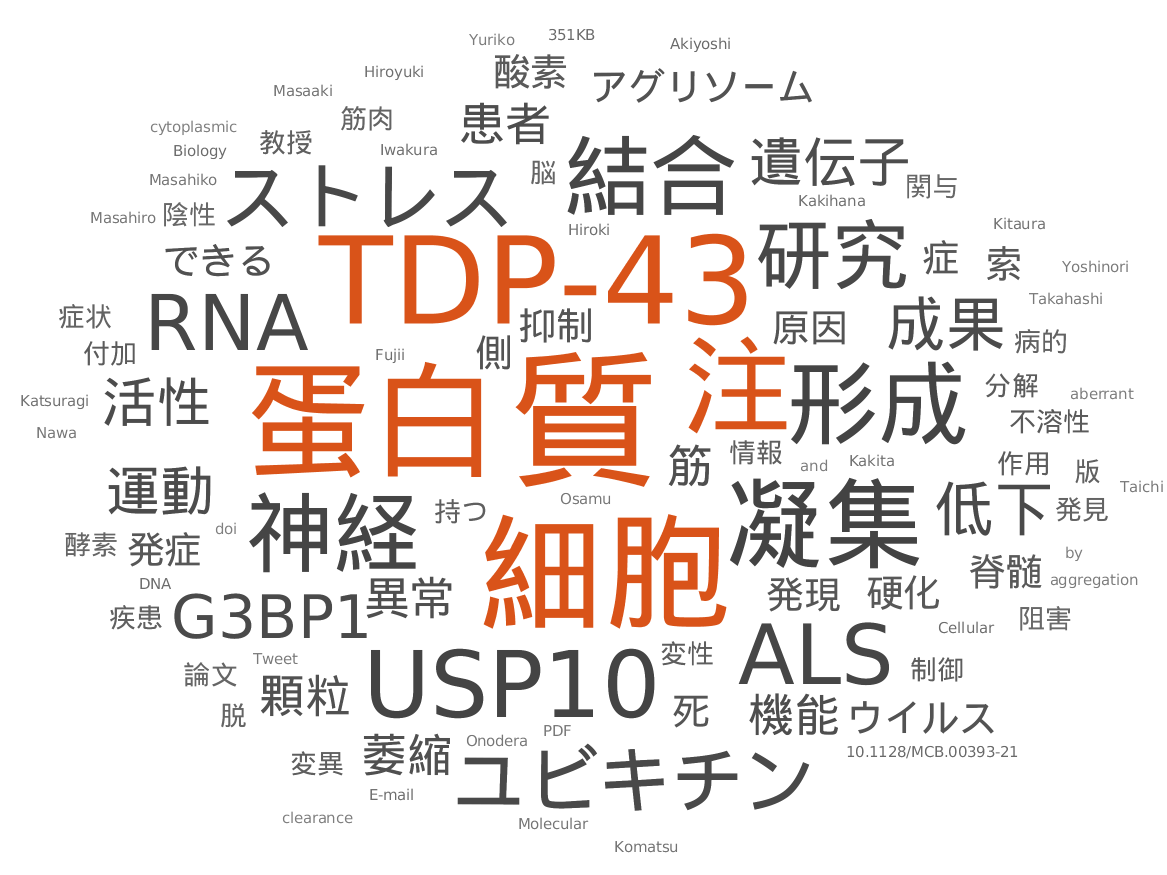 Yuriko
351KB
Akiyoshi
Hiroyuki
酸素
アグリソーム
Masaaki
筋肉
患者
cytoplasmic
教授
Biology
Iwakura
結合
遺伝子
脳
Masahiko
ストレス
関与
Masahiro
陰性
Kakihana
Hiroki
Kitaura
できる
TDP-43
研究
症
索
Yoshinori
Takahashi
症状
RNA
抑制
原因
成果
付加
Fujii
側
病的
Katsuragi
活性
蛋白質
注
形成
分解
aberrant
不溶性
Nawa
筋
情報
and
Kakita
作用
版
運動
Taichi
神経
持つ
Osamu
凝集
低下
発見
doi
酵素
発症
細胞
by
脊髄
aggregation
DNA
異常
発現
硬化
疾患
G3BP1
阻害
Cellular
論文
Tweet
USP10
変性
ALS
制御
顆粒
脱
死
機能
ウイルス
PDF
Onodera
10.1128/MCB.00393-21
変異
萎縮
ユビキチン
E-mail
clearance
Molecular
Komatsu